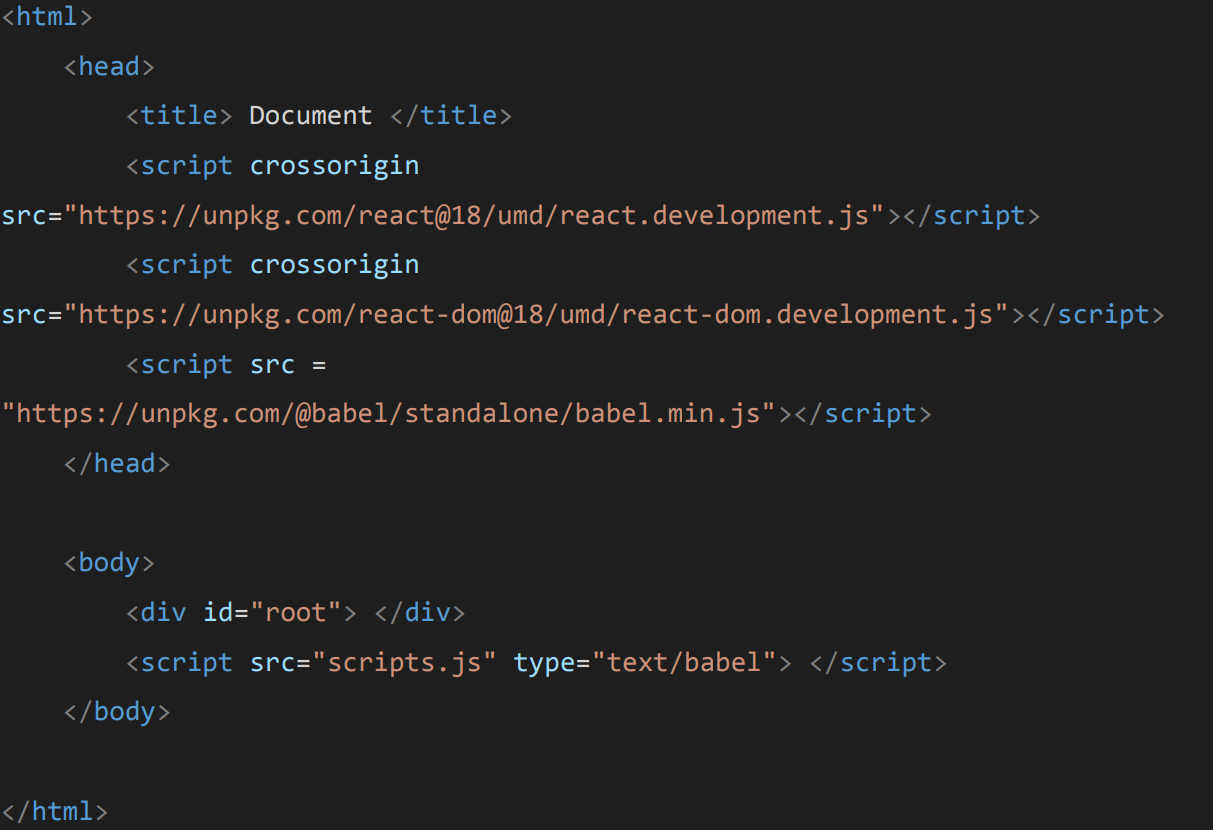 <html>
    <head>
        <title> Document </title>
        <script crossorigin
src="https://unpkg.com/react@18/umd/react.development.js"></script>
        <script crossorigin
src="https://unpkg.com/react-dom@18/umd/react-dom.development.js"></script>
        <script src =
"https://unpkg.com/@babel/standalone/babel.min.js"></script>
    </head>

    <body>
        <div id="root"> </div>
        <script src="scripts.js" type="text/babel"> </script>
    </body>

</html>